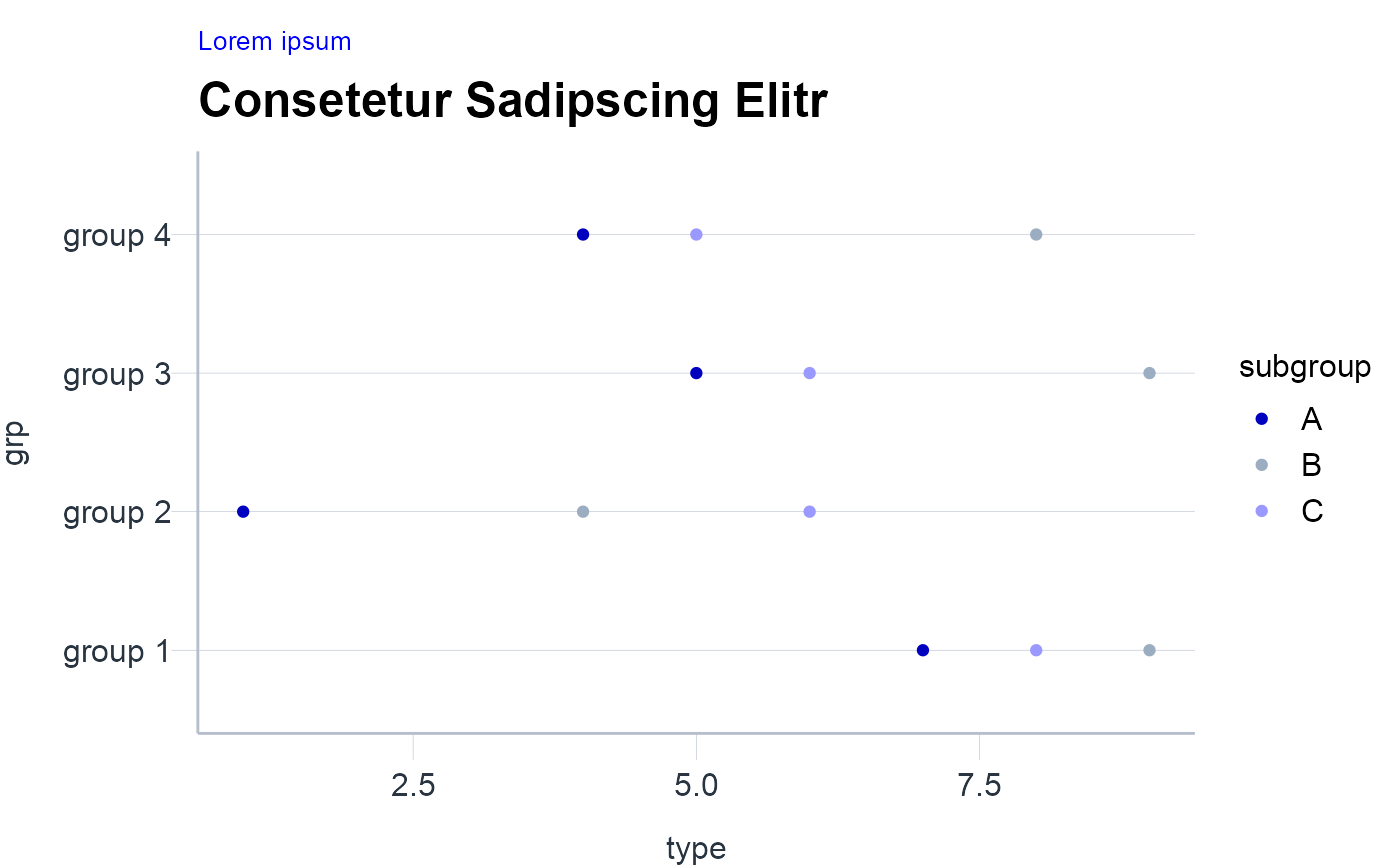 Lorem ipsum
Consetetur Sadipscing Elitr
grp
group 4
group 3
group 2
group 1
2.5 5.0 7.5
type
subgroup
A
B
C